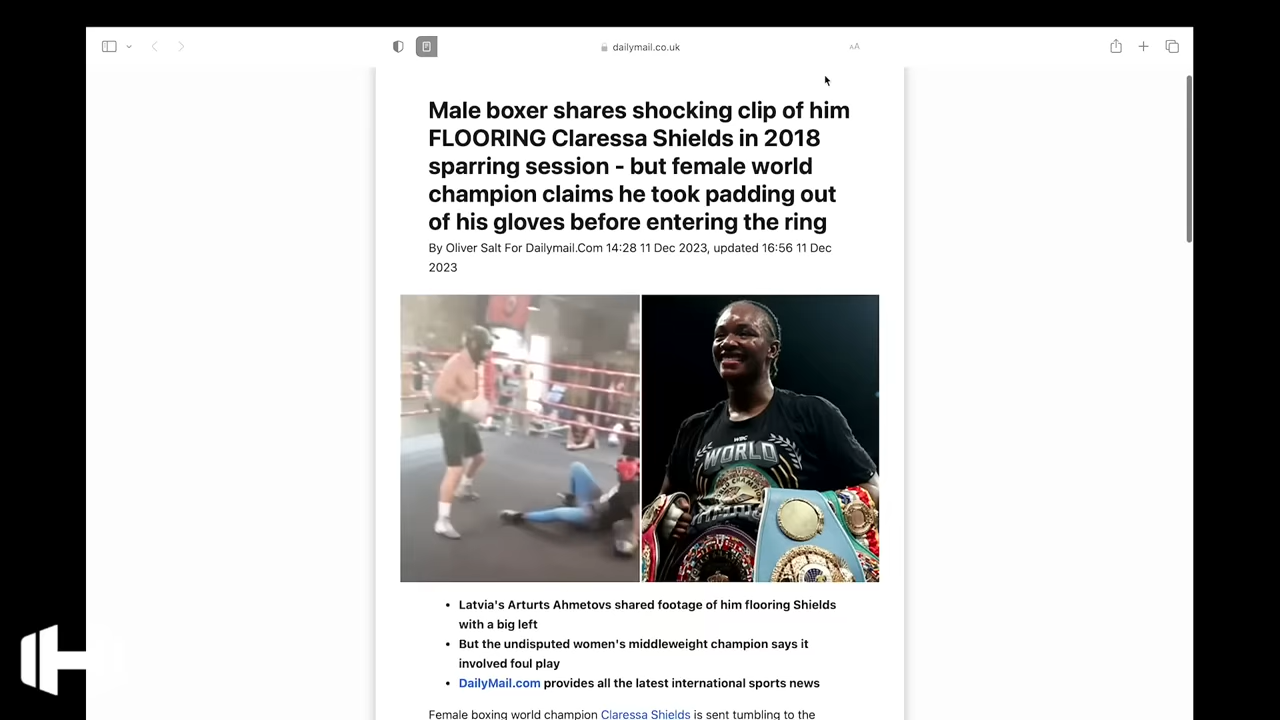 dailymail.co.uk
AA
Male boxer shares shocking clip of him
FLOORING Claressa Shields in 2018
sparring session - but female world
champion claims he took padding out
of his gloves before entering the ring
By Oliver Salt For Dailymail.Com 14:28 11 Dec 2023, updated 16:56 11 Dec
2023
WBC
WORLD
• Latvia's Arturts Ahmetovs shared footage of him flooring Shields
with a big left
• But the undisputed women's middleweight champion says it
involved foul play
• DailyMail.com provides all the latest international sports news
Female boxing world champion Claressa Shields is sent tumbling to the